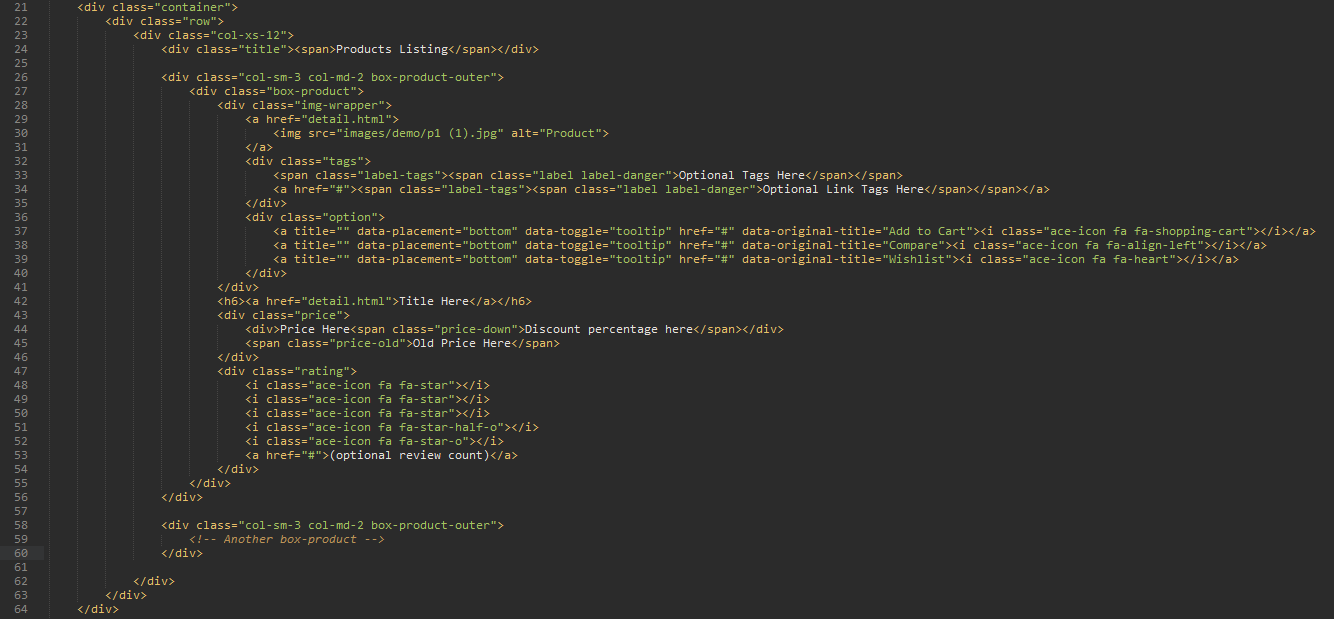 21 <div class="container">
22 <div class="row">
23 <div class="col-xs-12">
24 <div class="title"><span>Products Listing</span></div>
25
26 <div class="col-sm-3 col-md-2 box-product-outer">
27 <div class="box-product">
28 <div class="img-wrapper">
29 <a href="detail.html">
30 <img src="images/demo/p1 (1).jpg" alt="Product">
31 </a>
32 <div class="tags">
33 <span class="label-tags"><span class="label label-danger">Optional Tags Here</span></span>
34 <a href="#"><span class="label-tags"><span class="label label-danger">Optional Link Tags Here</span></span></a>
35 </div>
36 <div class="option">
37 <a title="" data-placement="bottom" data-toggle="tooltip" href="#" data-original-title="Add to Cart"><i class="ace-icon fa fa-shopping-cart"></i></a>
38 <a title="" data-placement="bottom" data-toggle="tooltip" href="#" data-original-title="Compare"><i class="ace-icon fa fa-align-left"></i></a>
39 <a title="" data-placement="bottom" data-toggle="tooltip" href="#" data-original-title="Wishlist"><i class="ace-icon fa fa-heart"></i></a>
40 </div>
41 </div>
42 <h6><a href="detail.html">Title Here</a></h6>
43 <div class="price">
44 <div>Price Here<span class="price-down">Discount percentage here</span></div>
45 <span class="price-old">Old Price Here</span>
46 </div>
47 <div class="rating">
48 <i class="ace-icon fa fa-star"></i>
49 <i class="ace-icon fa fa-star"></i>
50 <i class="ace-icon fa fa-star"></i>
51 <i class="ace-icon fa fa-star-half-o"></i>
52 <i class="ace-icon fa fa-star-o"></i>
53 <a href="#">(optional review count)</a>
54 </div>
55 </div>
56 </div>
57
58 <div class="col-sm-3 col-md-2 box-product-outer">
59 <!-- Another box-product -->
60 </div>
61
62 </div>
63 </div>
64 </div>